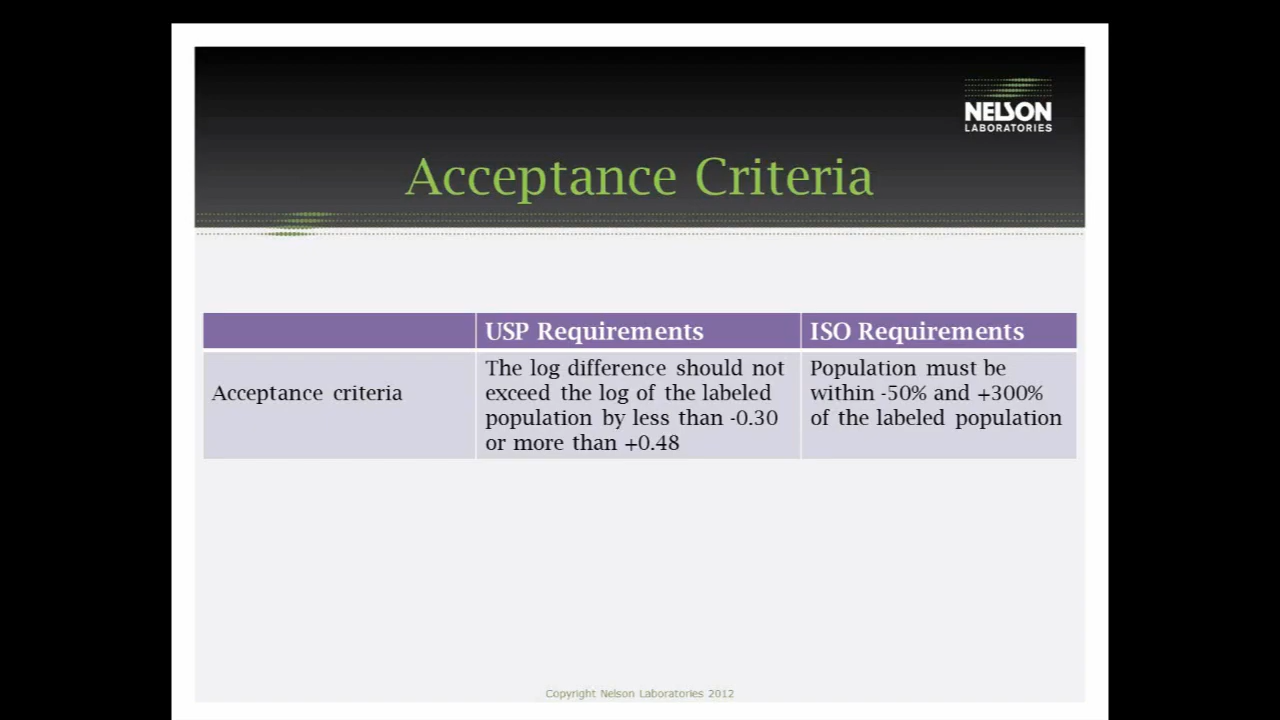 NELSON
LABORATORIES
Acceptance Criteria
USP Requirements
ISO Requirements
Acceptance criteria
The log difference should not
exceed the log of the labeled
population by less than -0.30
or more than +0.48
Population must be
within -50% and +300%
of the labeled population
Copyright Nelson Laboratories 2012